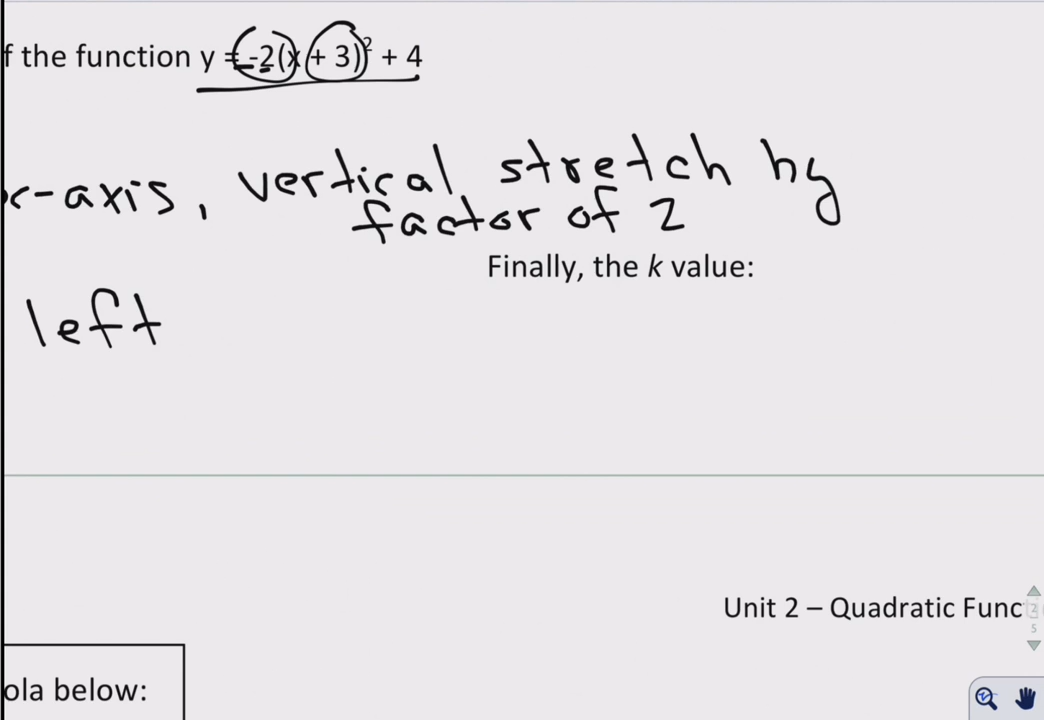 f the function y = -2(x + 3)² + 4
x-axis, vertical stretch by
factor of 2
Finally, the k value:
left
Unit 2 – Quadratic Func
ola below: